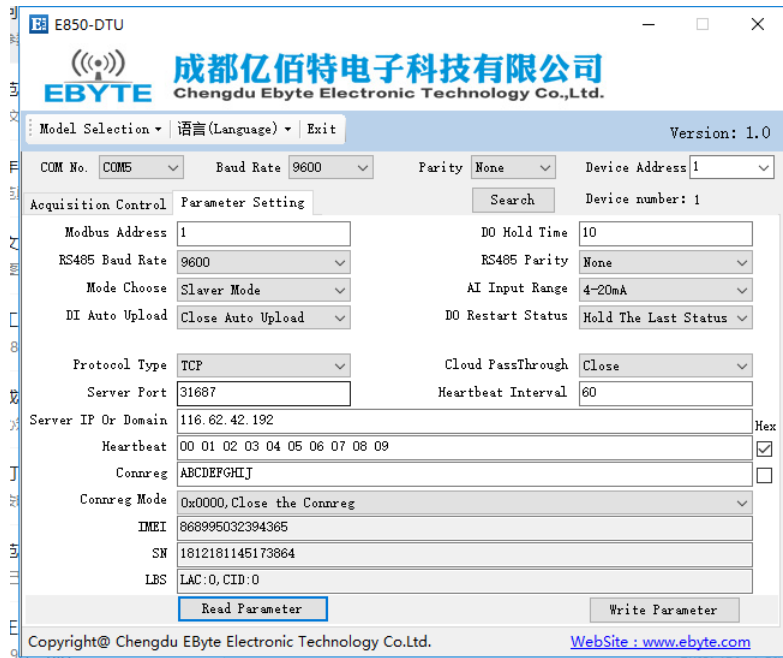 E850-DTU
EBYTE 成都亿佰特电子科技有限公司
Chengdu Ebyte Electronic Technology Co.,Ltd.
Model Selection 语言(Language) Exit Version: 1.0
COM No. COM5 Baud Rate 9600 Parity None Device Address 1
Acquisition Control Parameter Setting Search Device number: 1
Modbus Address 1 DO Hold Time 10
RS485 Baud Rate 9600 RS485 Parity None
Mode Choose Slaver Mode AI Input Range 4-20mA
DI Auto Upload Close Auto Upload DO Restart Status Hold The Last Status
Protocol Type TCP Cloud PassThrough Close
Server Port 31687 Heartbeat Interval 60
Server IP Or Domain 116.62.42.192 Hex
Heartbeat 00 01 02 03 04 05 06 07 08 09
Connreg ABCDEFGHIJ
Connreg Mode 0x0000,Close the Connreg
IMEI 868995032394365
SN 1812181145173864
LBS LAC:0,CID:0
Read Parameter Write Parameter
Copyright@ Chengdu EByte Electronic Technology Co.Ltd. WebSite : www.ebyte.com